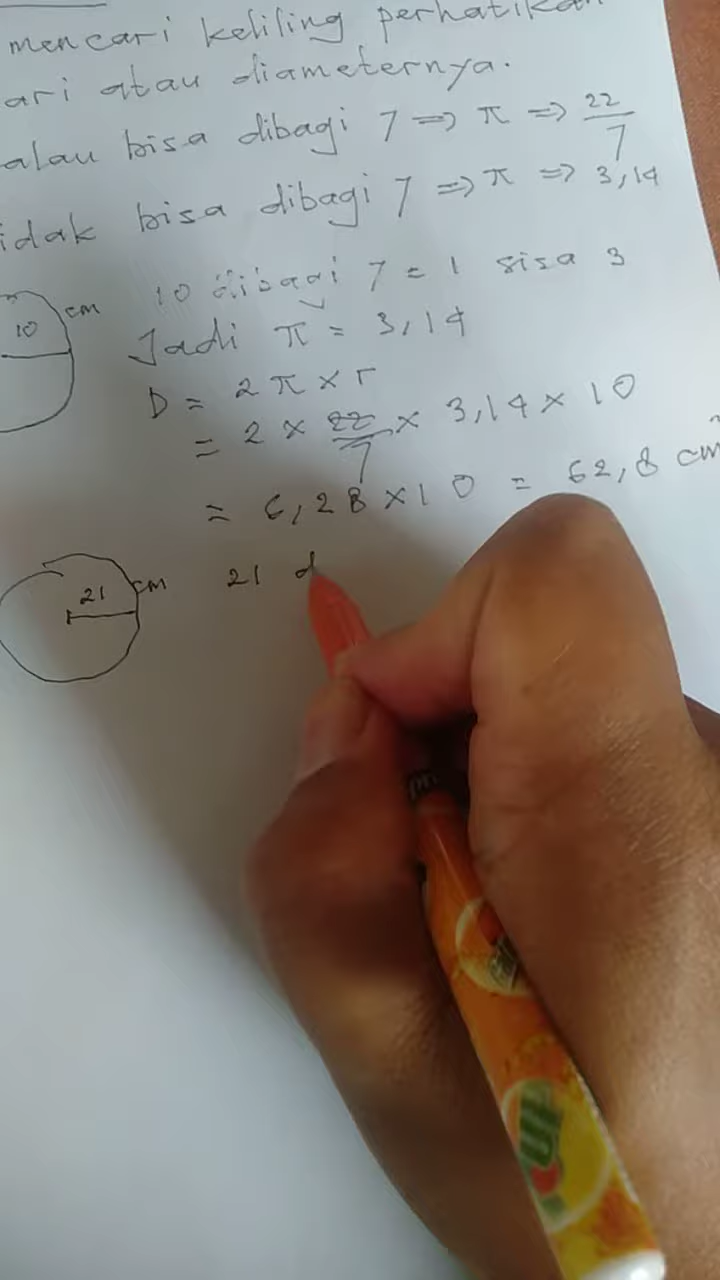 mencari keliling perhatikan
ari atau diameternya.
alau bisa dibagi 7 => π => 22/7
idak bisa dibagi 7 => π => 3,14
10 cm 10 dibagi 7 = 1 sisa 3
Jadi π = 3,14
D = 2 π × r
= 2 × 22/7 × 3,14 × 10
= 6,28 × 10 = 62,8 cm
21 cm 21 d